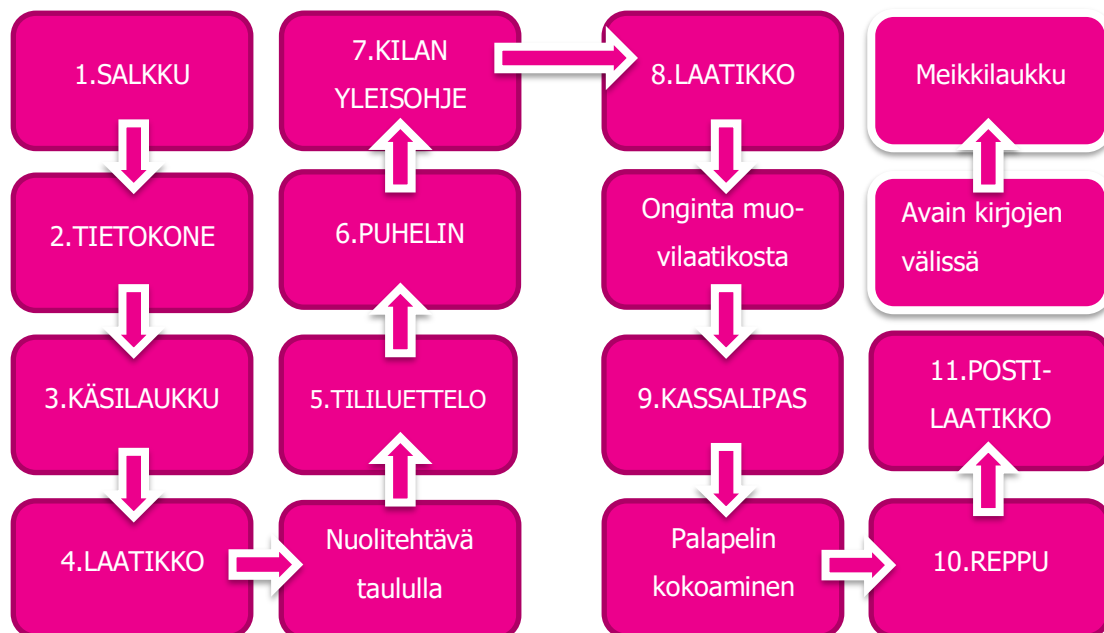 1.SALKKU
2.TIETOKONE
3.KÄSILAUKKU
4.LAATIKKO
Nuolitehtävä
taululla
5.TILILUETTELO
6.PUHELIN
7.KILAN
YLEISOHJE
8.LAATIKKO
Onginta muo-
vilaatikosta
9.KASSALIPAS
Palapelin
kokoaminen
10.REPPU
11.POSTI-
LAATIKKO
Avain kirjojen
välissä
Meikkilaukku